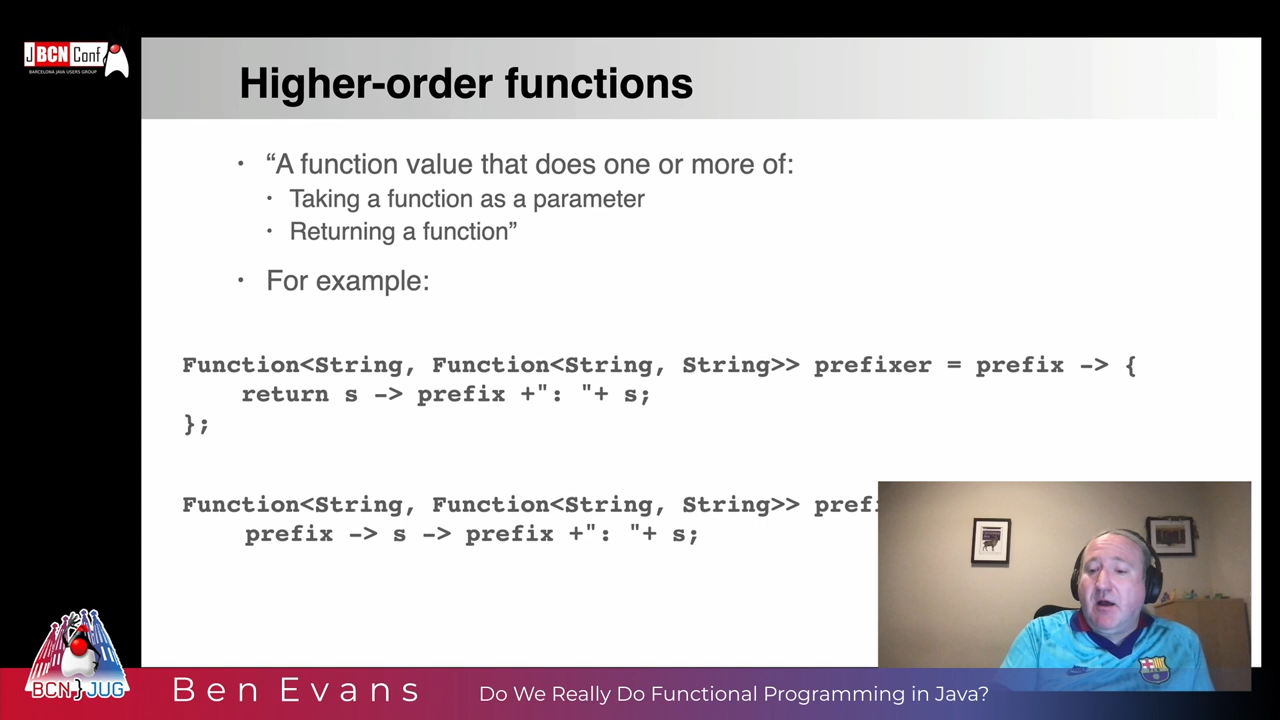 JBCNConf
BARCELONA JAVA USERS GROUP
Higher-order functions
• “A function value that does one or more of:
• Taking a function as a parameter
• Returning a function”
• For example:
Function<String, Function<String, String>> prefixer = prefix -> {
return s -> prefix +": "+ s;
};
Function<String, Function<String, String>> prefi
prefix -> s -> prefix +": "+ s;
BCN}JUG
Ben Evans
Do We Really Do Functional Programming in Java?